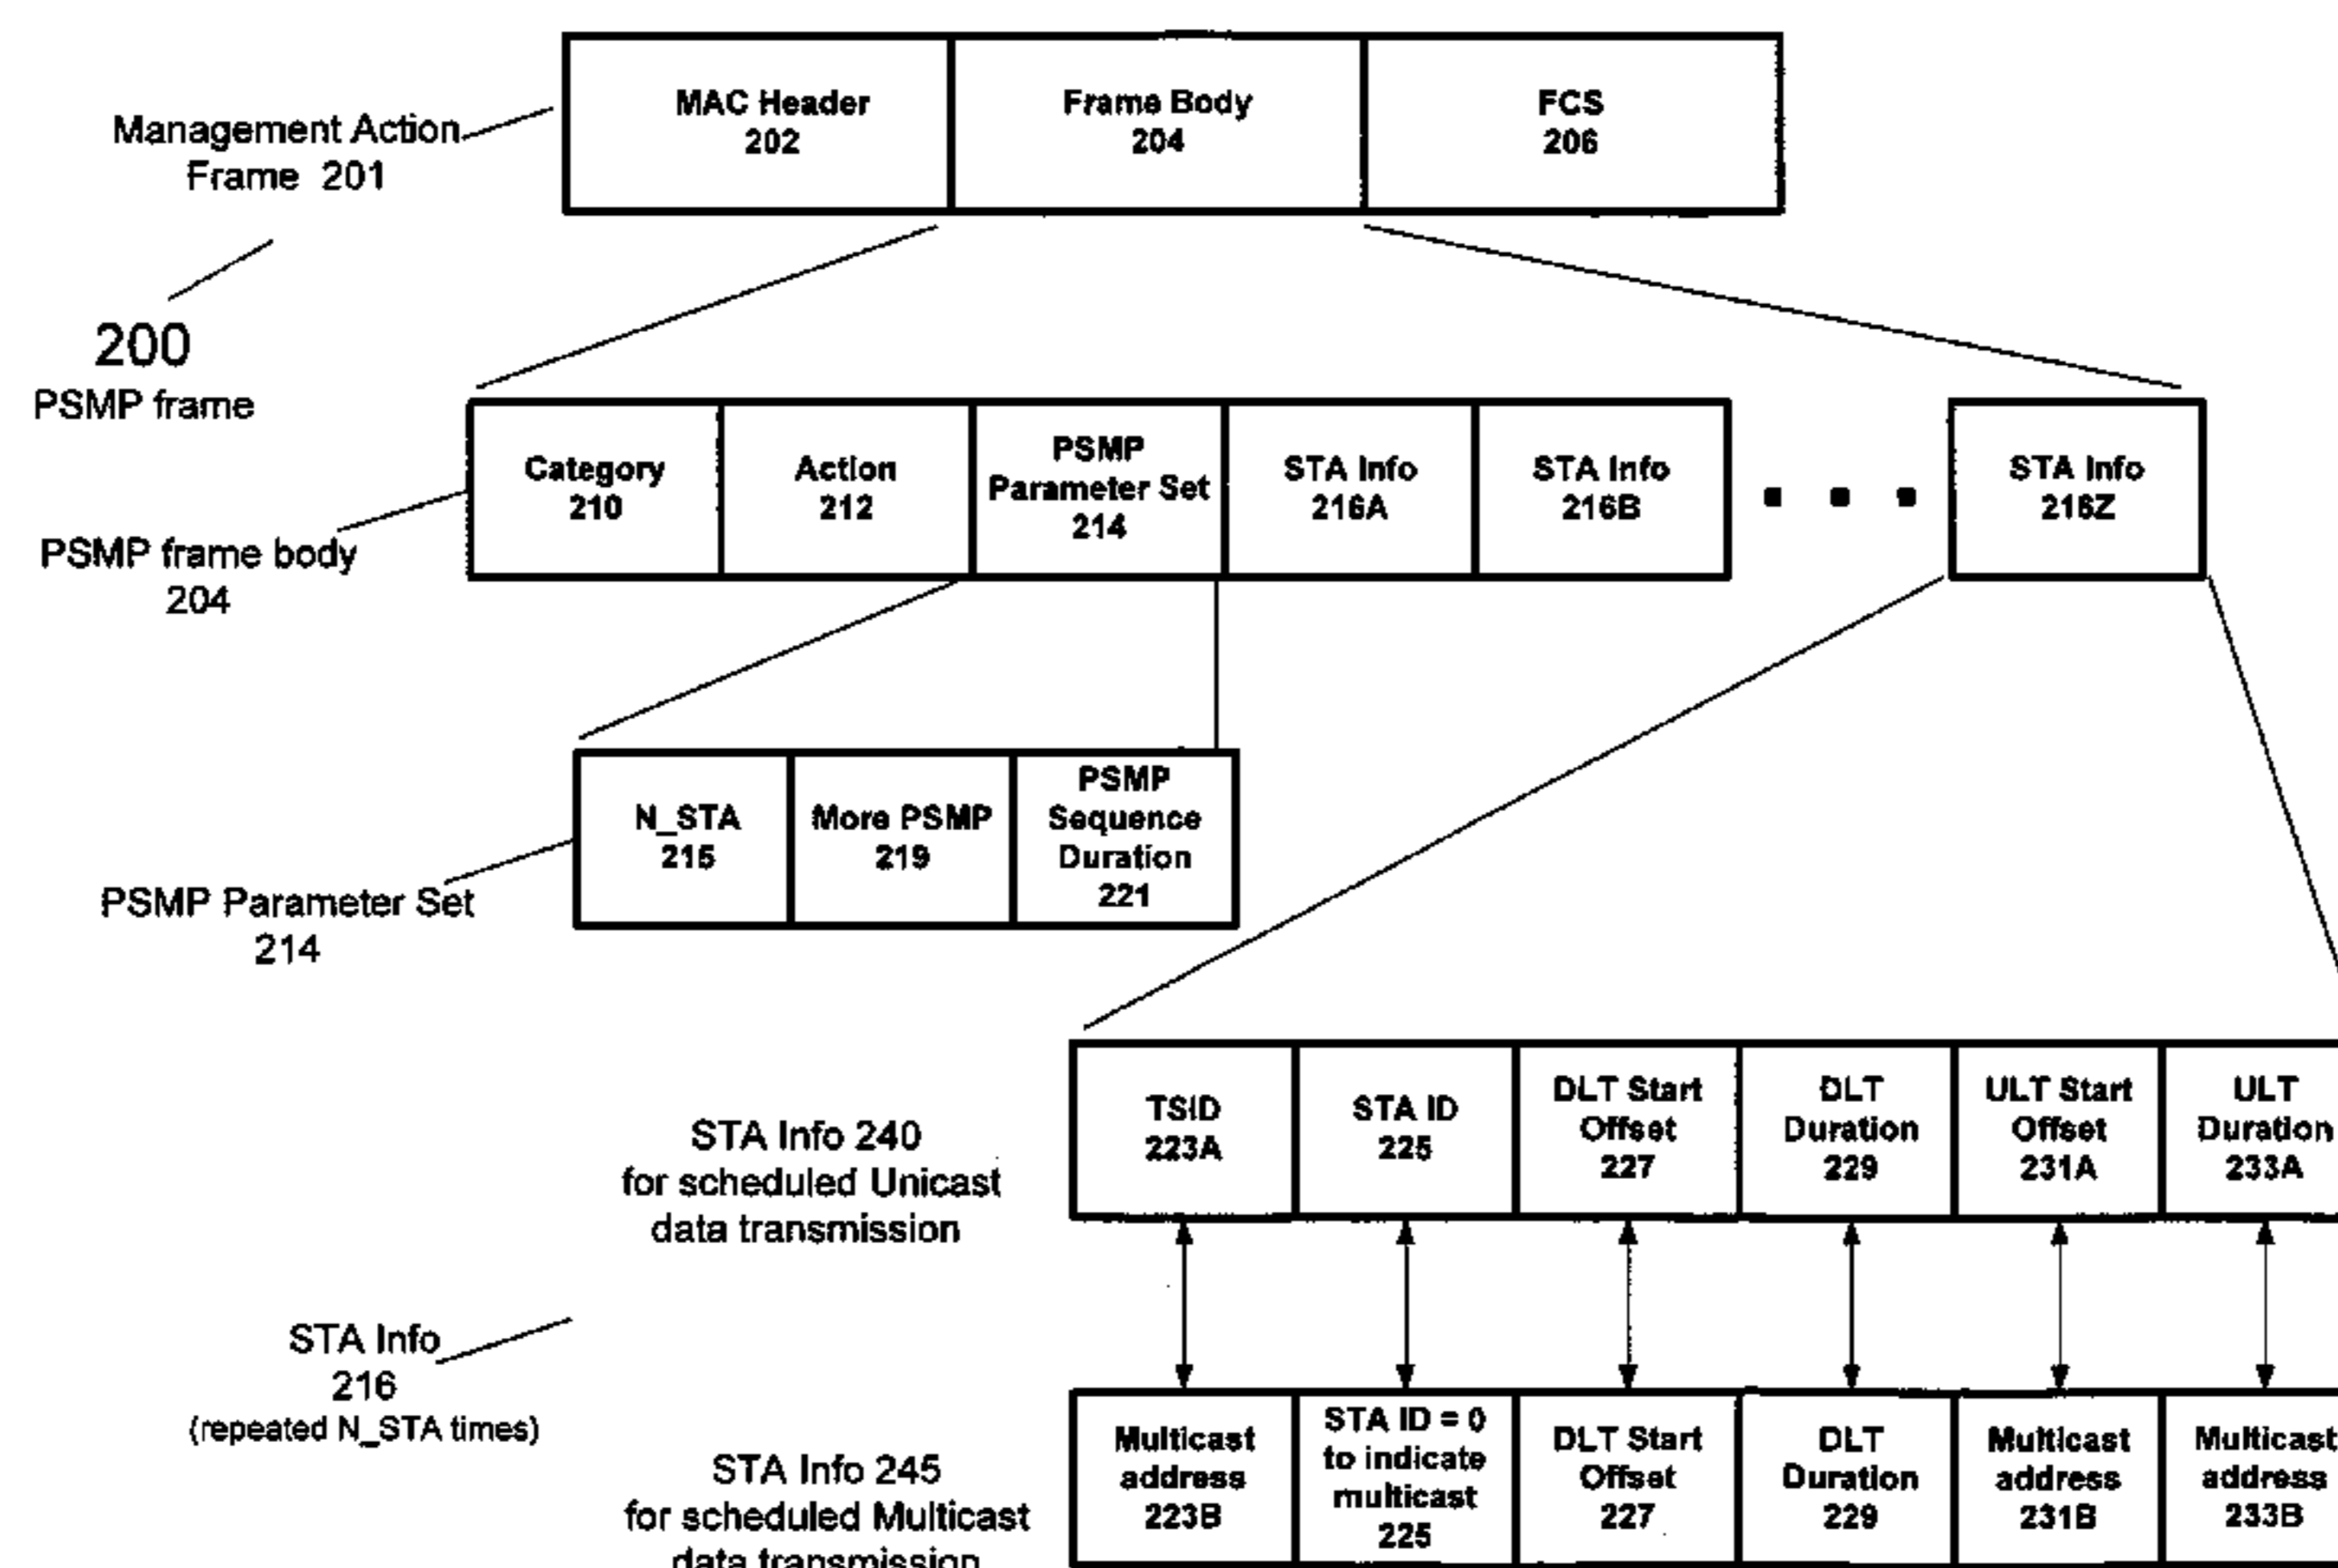 MAC Header
202
Frame Body
204
FCS
206
Management Action
Frame 201
200
PSMP frame
Category
210
Action
212
PSMP
Parameter Set
214
STA Info
216A
STA Info
216B
STA Info
216Z
PSMP frame body
204
N_STA
215
More PSMP
219
PSMP
Sequence
Duration
221
PSMP Parameter Set
214
TSID
223A
STA ID
225
DLT Start
Offset
227
DLT
Duration
229
ULT Start
Offset
231A
ULT
Duration
233A
STA Info 240
for scheduled Unicast
data transmission
STA Info
216
(repeated N_STA times)
Multicast
address
223B
STA ID = 0
to indicate
multicast
225
DLT Start
Offset
227
DLT
Duration
229
Multicast
address
231B
Multicast
address
233B
STA Info 245
for scheduled Multicast
data transmission